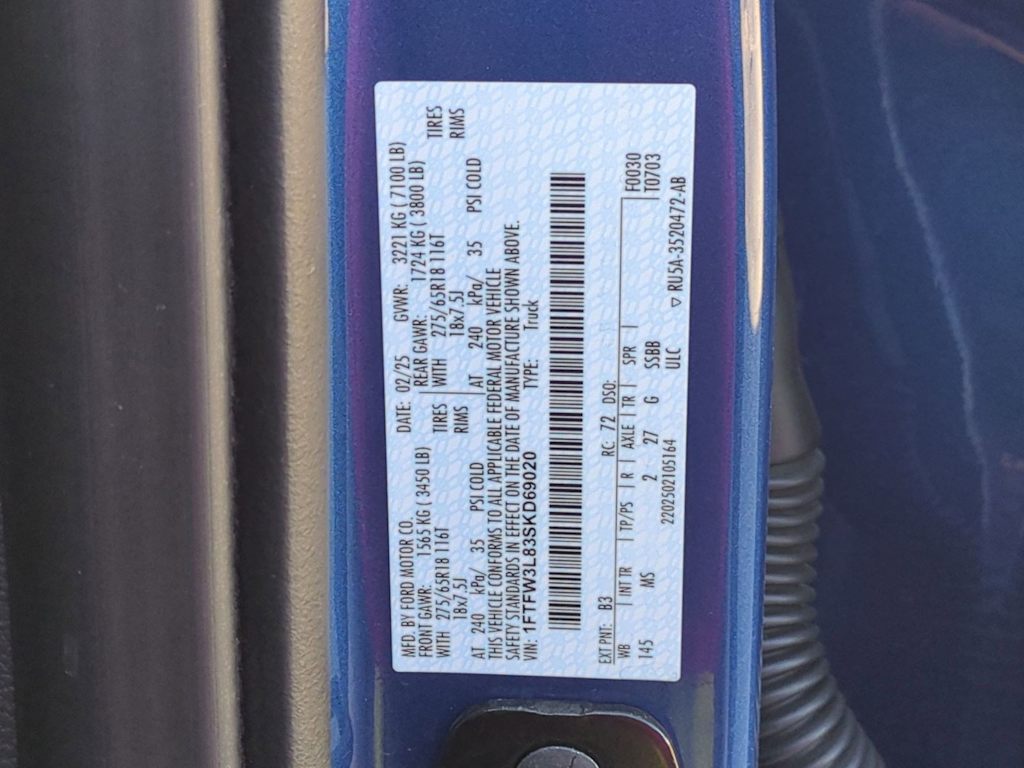 MFD. BY FORD MOTOR CO. DATE: 02/25 GVWR: 3221 KG ( 7100 LB)
FRONT GAWR: 1565 KG ( 3450 LB) REAR GAWR: 1724 KG ( 3800 LB)
WITH 275/65R18 116T TIRES WITH 275/65R18 116T TIRES
18x7.5J RIMS 18x7.5J RIMS
AT 240 kPa/ 35 PSI COLD AT 240 kPa/ 35 PSI COLD
THIS VEHICLE CONFORMS TO ALL APPLICABLE FEDERAL MOTOR VEHICLE
SAFETY STANDARDS IN EFFECT ON THE DATE OF MANUFACTURE SHOWN ABOVE.
VIN: 1FTFW3L83SKD69020 TYPE: Truck
EXT PNT: B3 RC: 72 DSO: F0030
WB INT TR TP/PS R AXLE TR SPR T0703
145 MS 2 27 G SSBB
2202502105164 ULC ▽ RU5A-3520472-AB